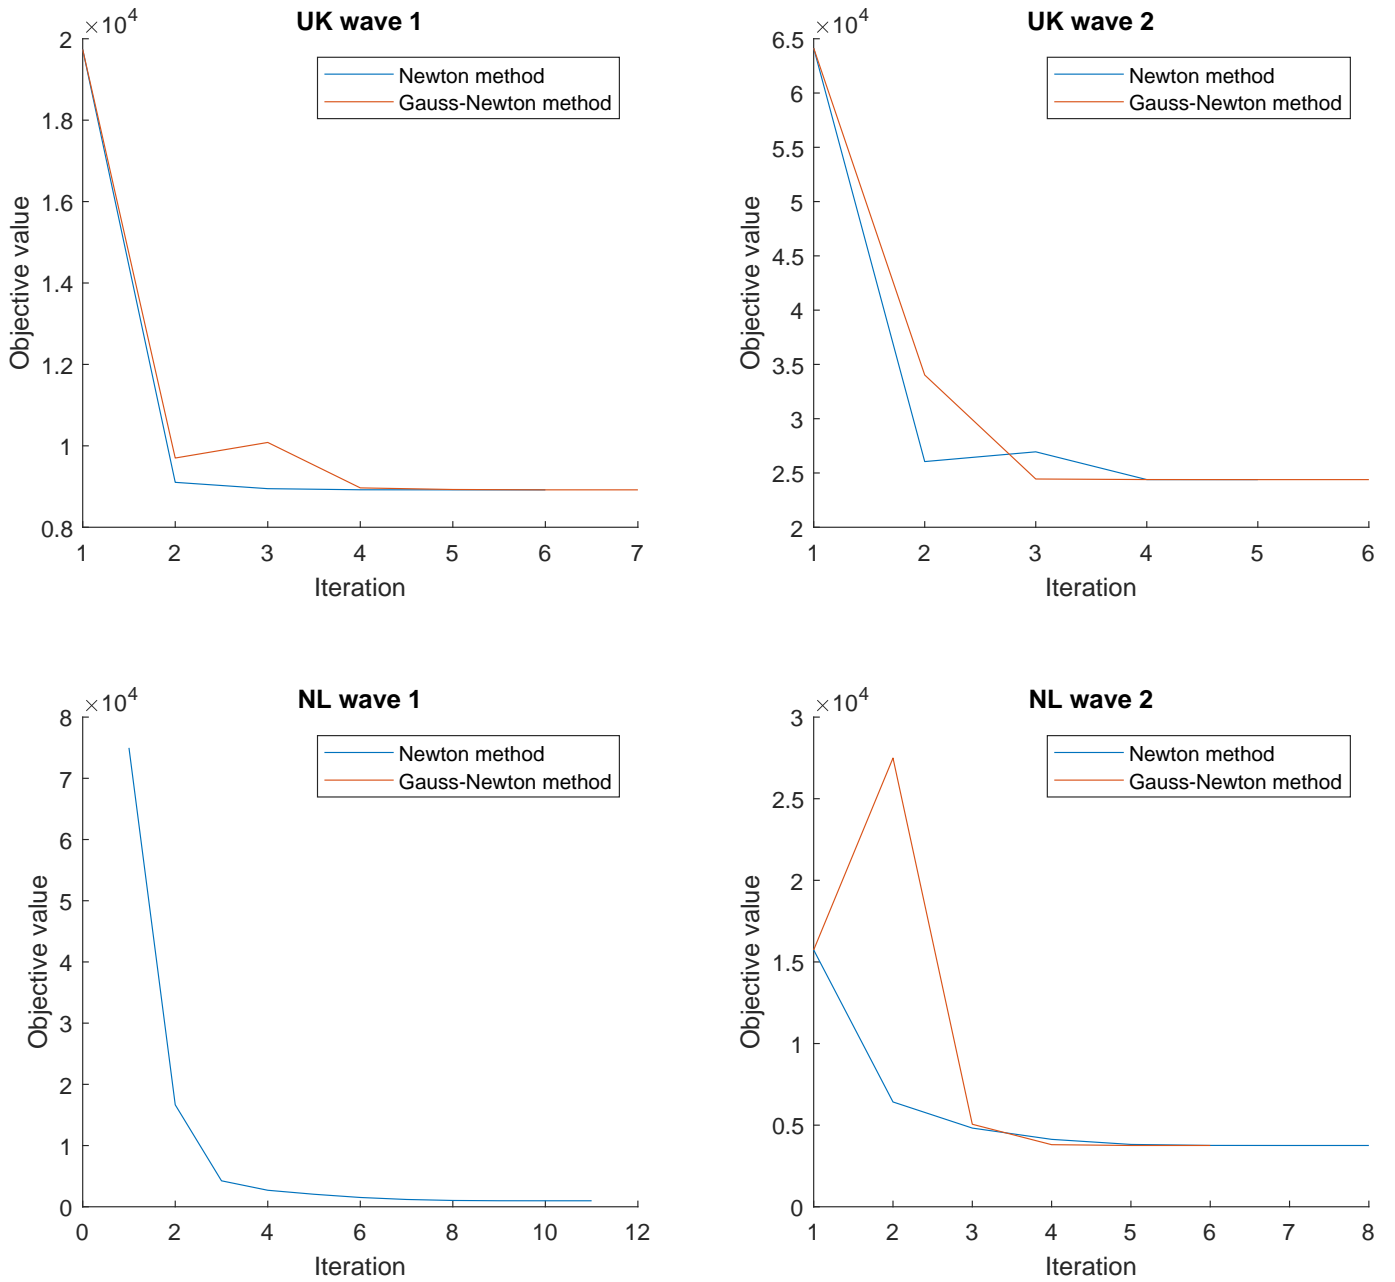 ×10⁴
UK wave 1
Newton method
Gauss-Newton method
Objective value
2
1.8
1.6
1.4
1.2
1
0.8
1 2 3 4 5 6 7
Iteration
×10⁴
UK wave 2
Newton method
Gauss-Newton method
Objective value
6.5
6
5.5
5
4.5
4
3.5
3
2.5
2
1 2 3 4 5 6
Iteration
×10⁴
NL wave 1
Newton method
Gauss-Newton method
Objective value
8
7
6
5
4
3
2
1
0
0 2 4 6 8 10 12
Iteration
×10⁴
NL wave 2
Newton method
Gauss-Newton method
Objective value
3
2.5
2
1.5
1
0.5
0
1 2 3 4 5 6 7 8
Iteration